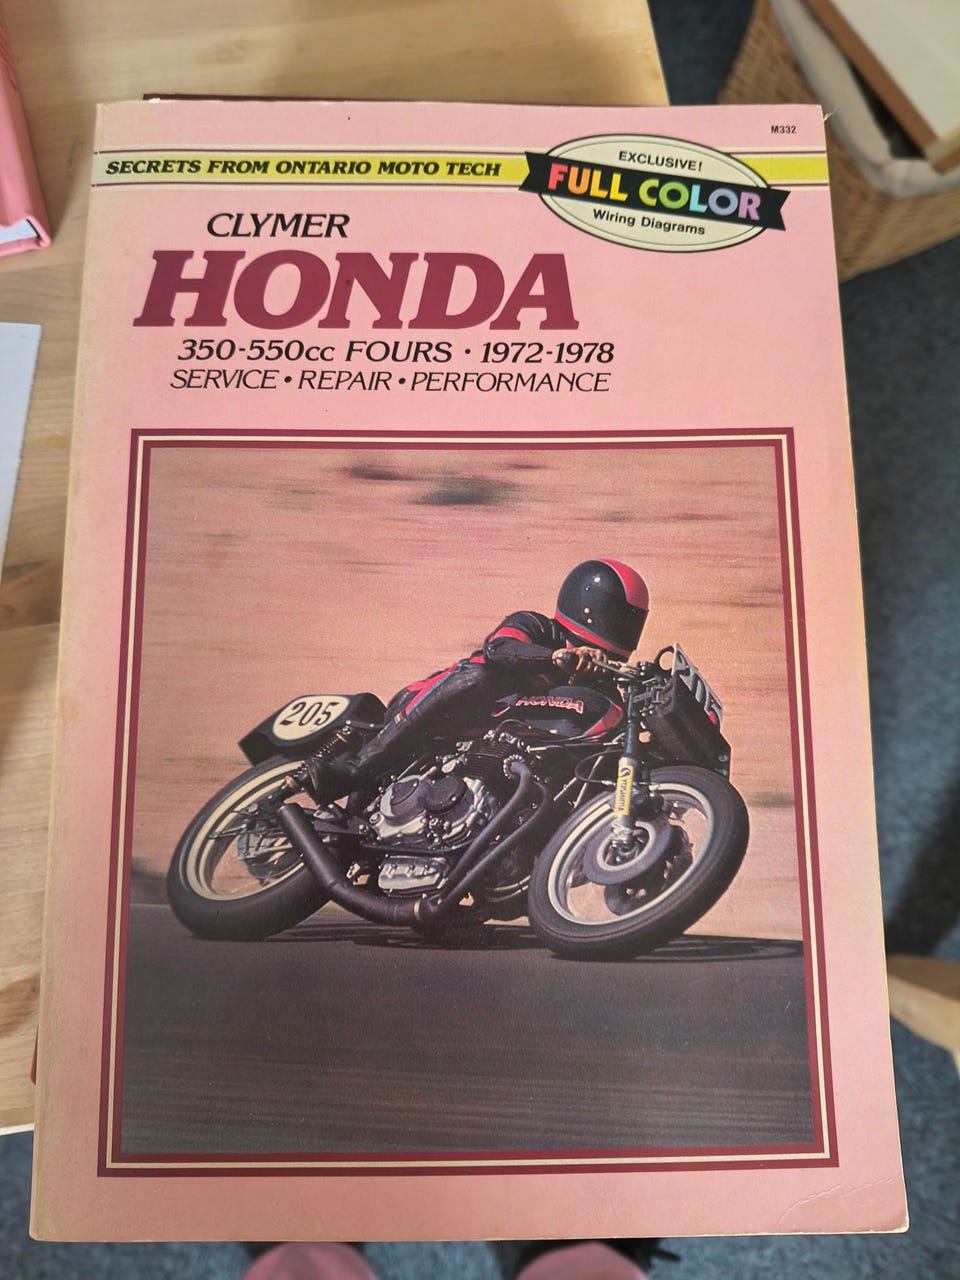 M332
SECRETS FROM ONTARIO MOTO TECH
EXCLUSIVE!
FULL COLOR
Wiring Diagrams
CLYMER
HONDA
350-550cc FOURS · 1972-1978
SERVICE • REPAIR • PERFORMANCE
HONDA
205
205